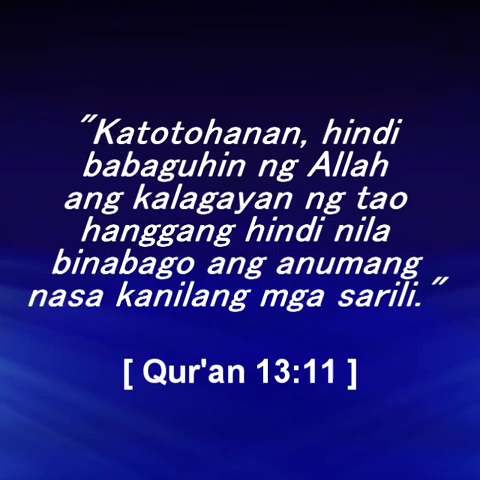 "Katotohanan, hindi
babaguhin ng Allah
ang kalagayan ng tao
hanggang hindi nila
binabago ang anumang
nasa kanilang mga sarili."
[ Qur'an 13:11 ]